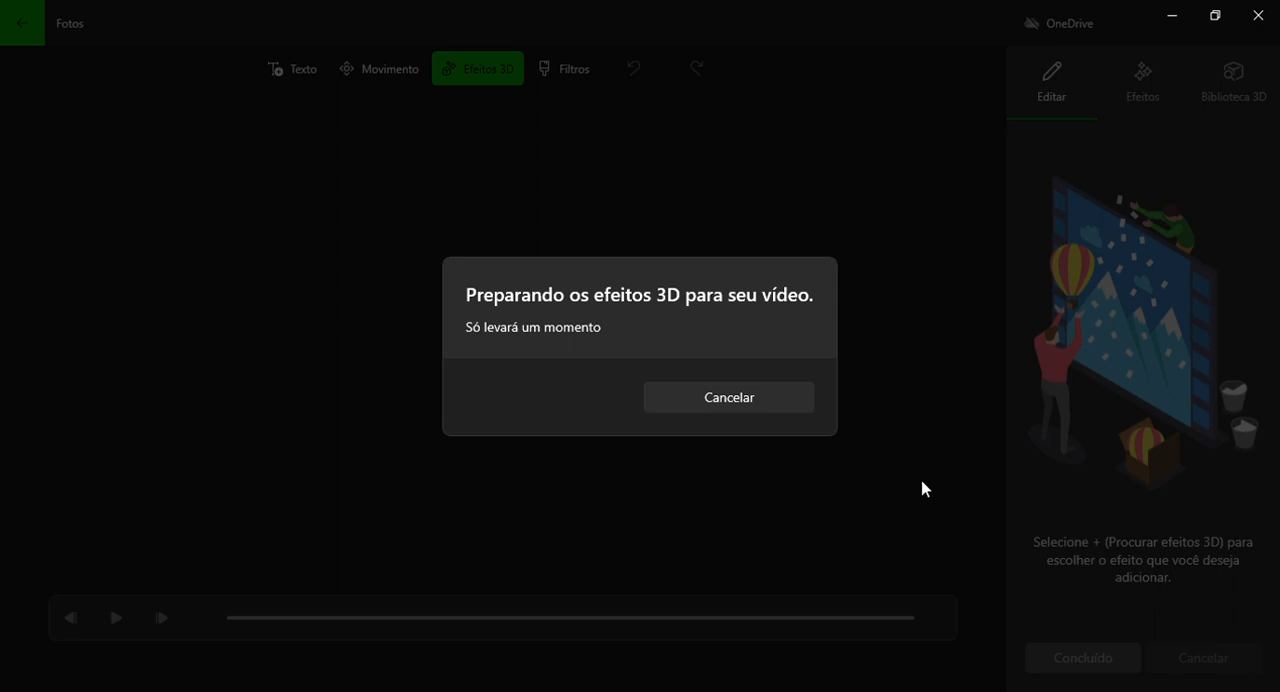 Fotos
OneDrive
Texto
Movimento
Efeitos 3D
Filtros
Editar
Efeitos
Biblioteca 3D
Preparando os efeitos 3D para seu vídeo.
Só levará um momento
Cancelar
Selecione + (Procurar efeitos 3D) para
escolher o efeito que você deseja
adicionar.
Concluído
Cancelar